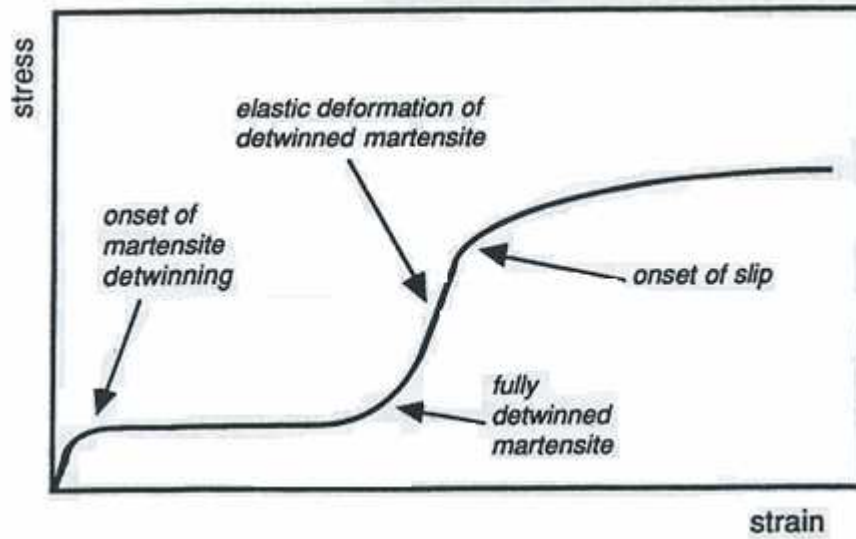 stress
elastic deformation of
detwinned martensite
onset of
martensite
detwinning
onset of slip
fully
detwinned
martensite
strain